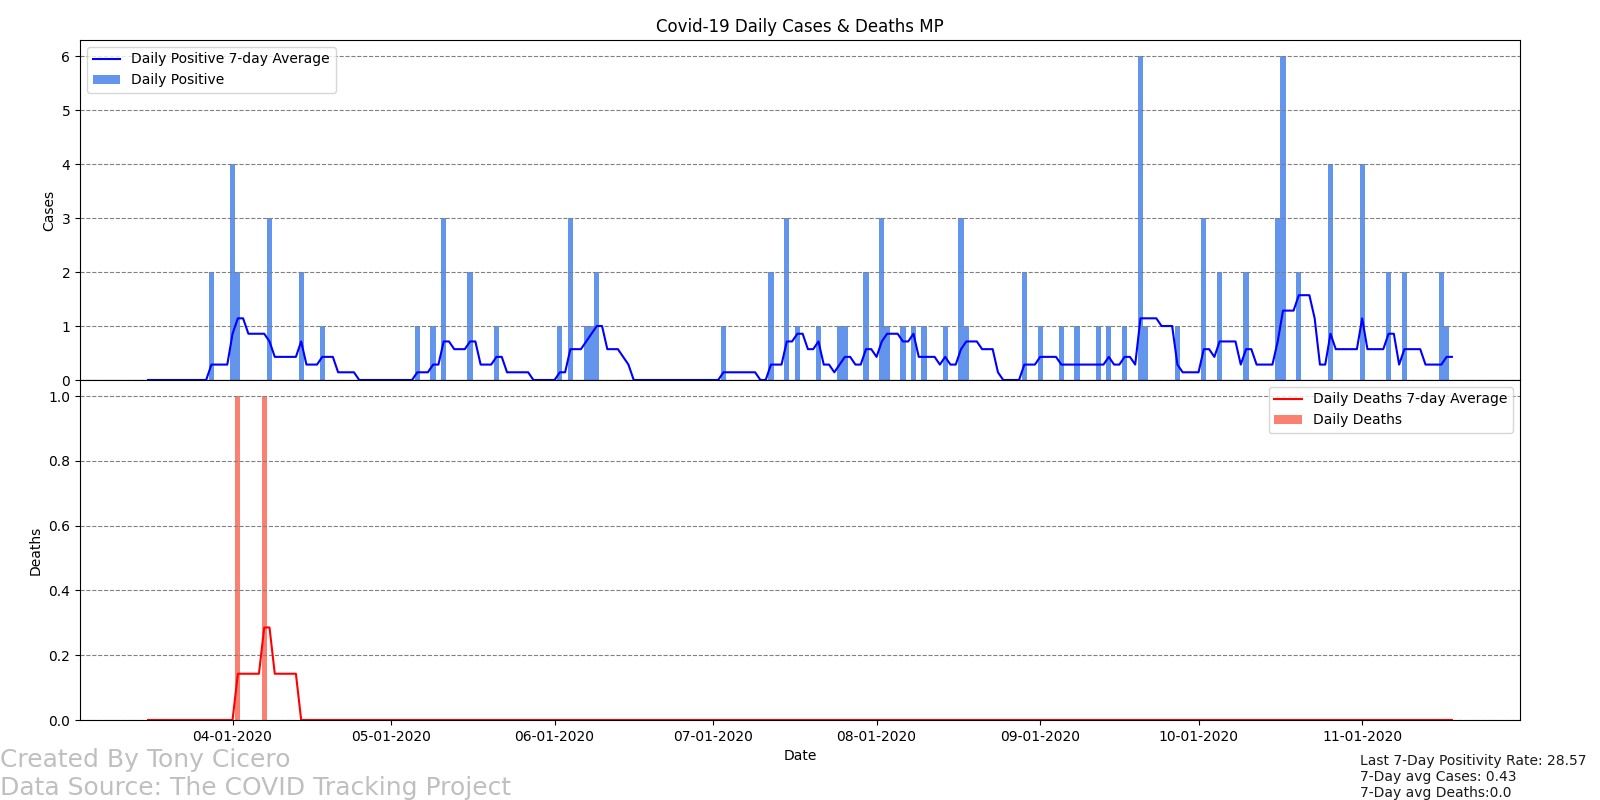 Covid-19 Daily Cases & Deaths MP
Daily Positive 7-day Average
Daily Positive
6
5
4
3
2
1
0
Cases
Daily Deaths 7-day Average
Daily Deaths
1.0
0.8
0.6
0.4
0.2
0.0
Deaths
04-01-2020 05-01-2020 06-01-2020 07-01-2020 08-01-2020 09-01-2020 10-01-2020 11-01-2020
Date
Created By Tony Cicero
Data Source: The COVID Tracking Project
Last 7-Day Positivity Rate: 28.57
7-Day avg Cases: 0.43
7-Day avg Deaths:0.0